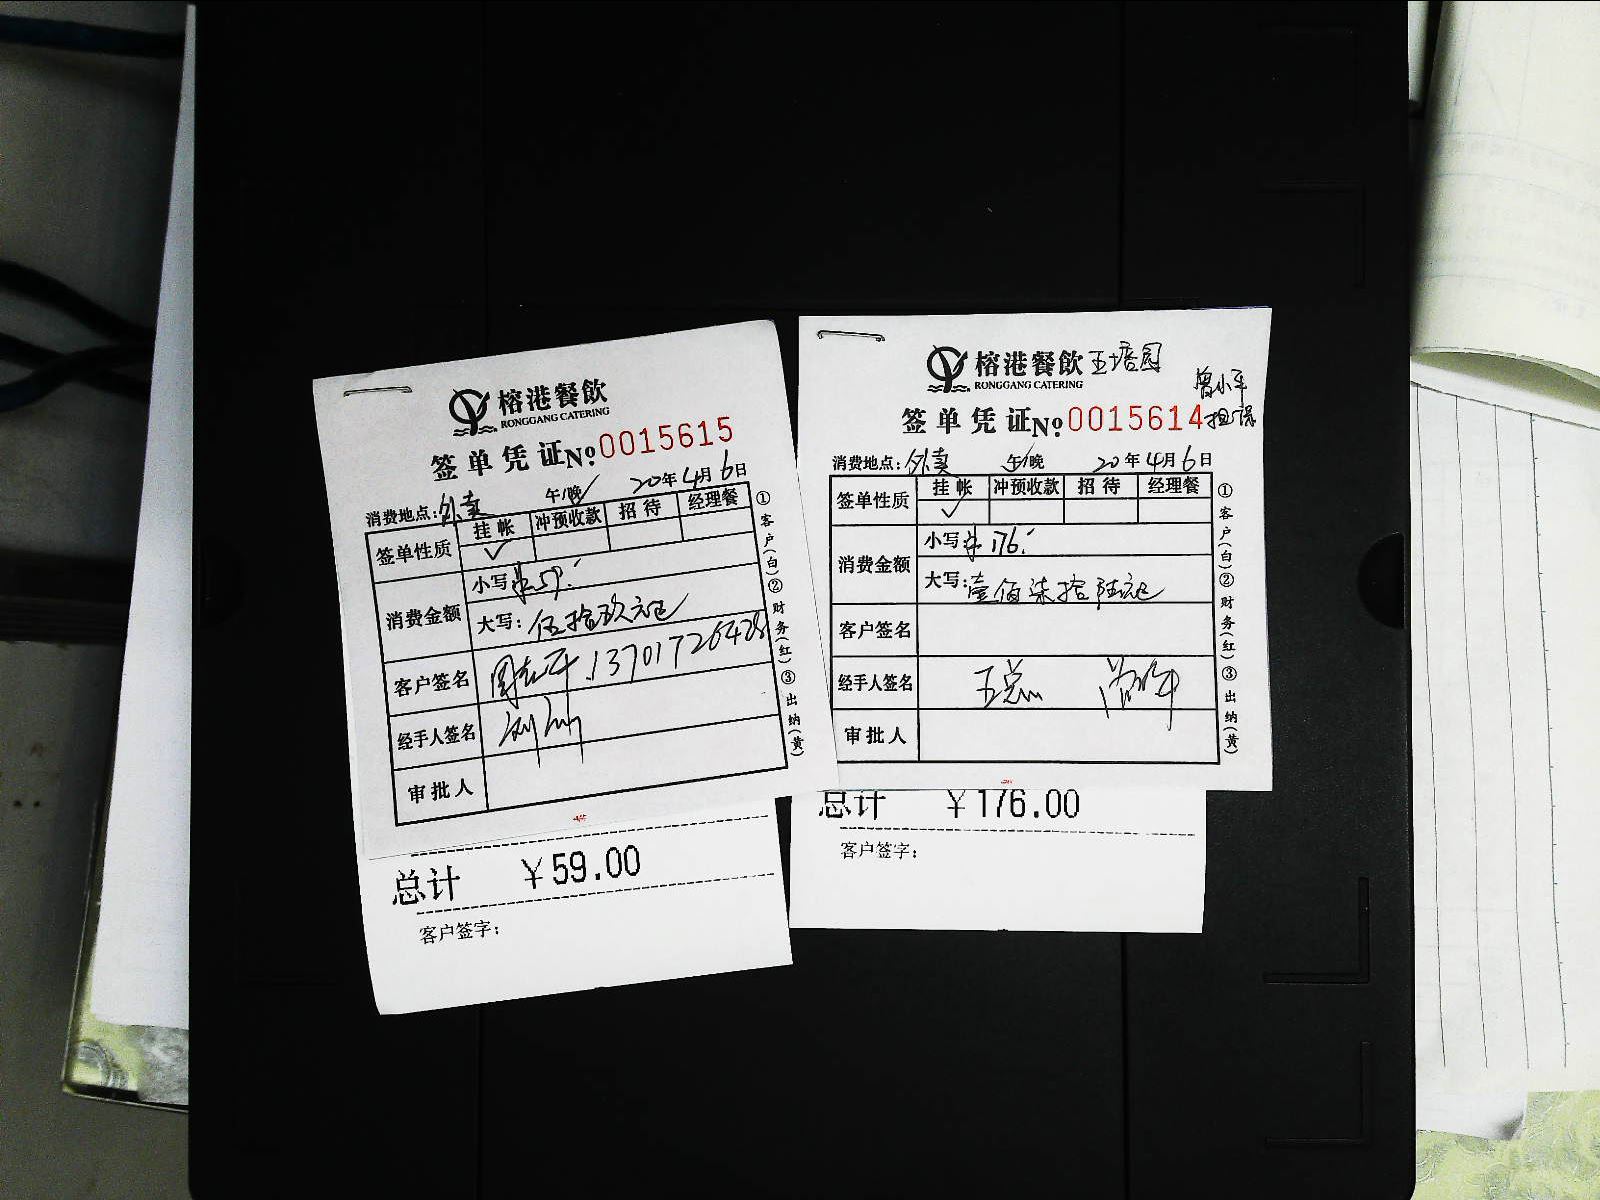 榕港餐飲
RONGGANG CATERING
签单凭证№0015615
消费地点:外卖 午/晚 20年4月6日
签单性质 挂帐 冲预收款 招待 经理餐
✓
消费金额 小写 ¥59.
大写: 伍拾玖元正
客户签名 13701726428
经手人签名
审批人
①客户(白)②财务(红)③出纳(黄)
总计 ¥59.00
客户签字:
榕港餐飲
RONGGANG CATERING
曾小平
担保
签单凭证№0015614
消费地点:外卖 午/晚 20年4月6日
签单性质 挂帐 冲预收款 招待 经理餐
✓
消费金额 小写 ¥176.
大写: 壹佰柒拾陆元正
客户签名
经手人签名 王总
审批人
①客户(白)②财务(红)③出纳(黄)
总计 ¥176.00
客户签字: